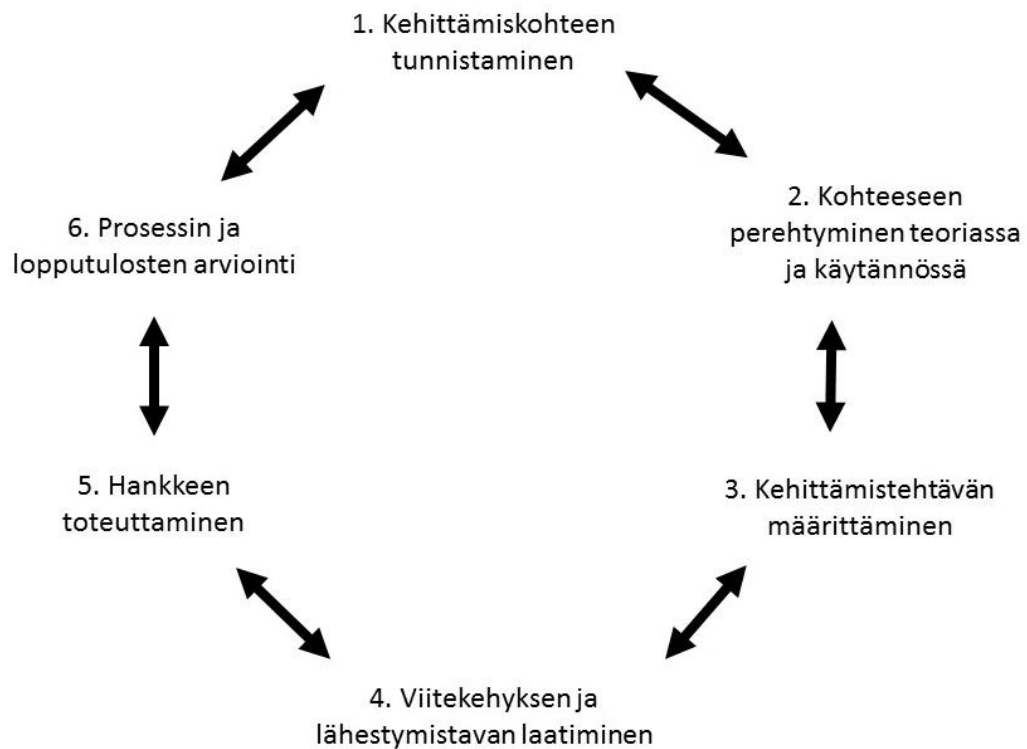 1. Kehittämiskohteen
tunnistaminen
2. Kohteeseen
perehtyminen teoriassa
ja käytännössä
3. Kehittämistehtävän
määrittäminen
4. Viitekehyksen ja
lähestymistavan laatiminen
5. Hankkeen
toteuttaminen
6. Prosessin ja
lopputulosten arviointi